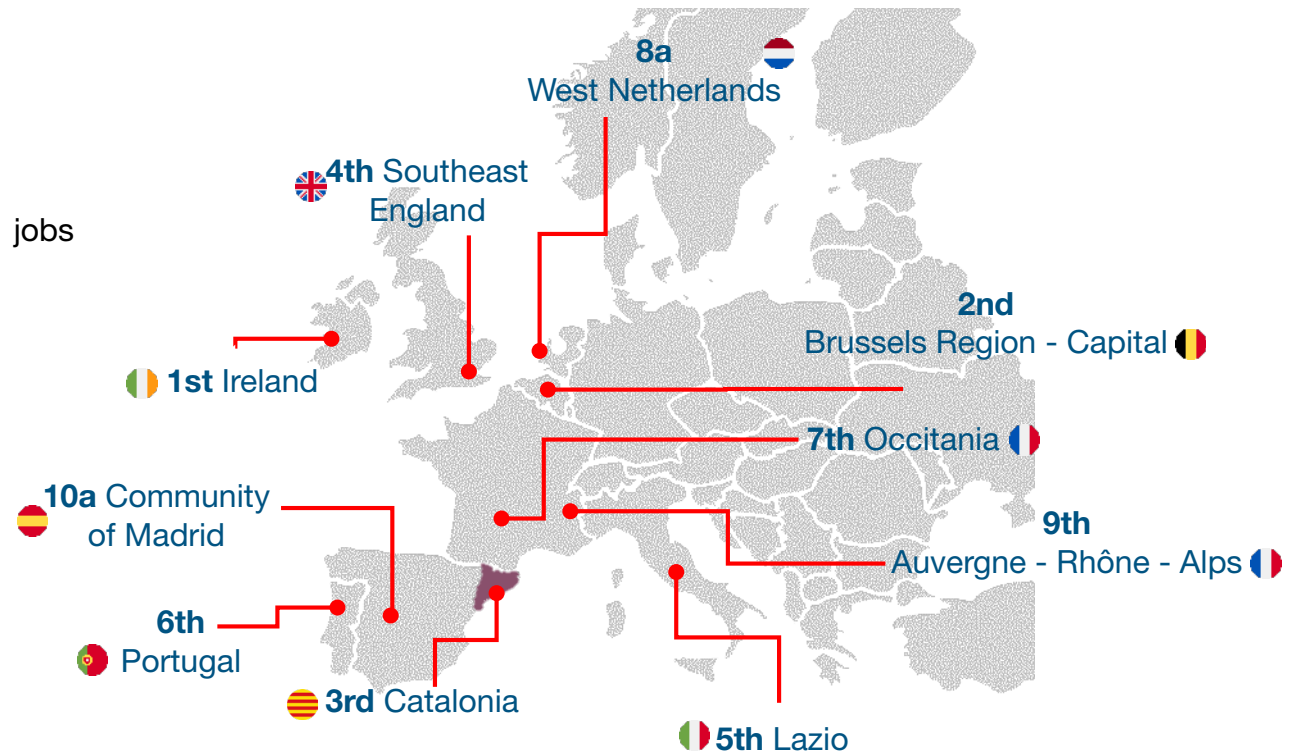 8a
West Netherlands
4th Southeast
England
jobs
2nd
Brussels Region - Capital
1st Ireland
7th Occitania
10a Community
of Madrid
9th
Auvergne - Rhône - Alps
6th
Portugal
3rd Catalonia
5th Lazio